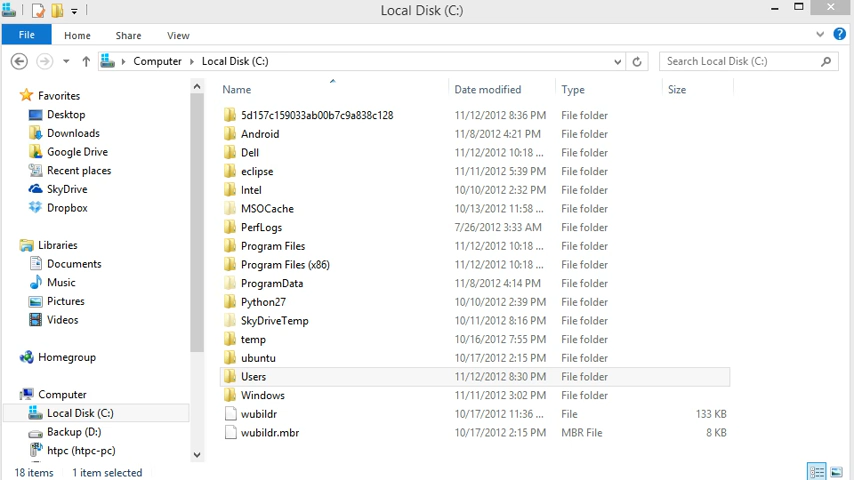 Local Disk (C:)
File Home Share View
Computer Local Disk (C:) Search Local Disk (C:)
Name Date modified Type Size
Favorites
Desktop
Downloads
Google Drive
Recent places
SkyDrive
Dropbox
Libraries
Documents
Music
Pictures
Videos
Homegroup
Computer
Local Disk (C:)
Backup (D:)
htpc (htpc-pc)
5d157c159033ab00b7c9a838c128 11/12/2012 8:36 PM File folder
Android 11/8/2012 4:21 PM File folder
Dell 11/12/2012 10:18 ... File folder
eclipse 11/11/2012 5:39 PM File folder
Intel 10/10/2012 2:32 PM File folder
MSOCache 10/13/2012 11:58 ... File folder
PerfLogs 7/26/2012 3:33 AM File folder
Program Files 11/12/2012 10:18 ... File folder
Program Files (x86) 11/12/2012 10:18 ... File folder
ProgramData 11/8/2012 4:14 PM File folder
Python27 10/10/2012 2:39 PM File folder
SkyDriveTemp 10/11/2012 8:16 PM File folder
temp 10/16/2012 7:55 PM File folder
ubuntu 10/17/2012 2:15 PM File folder
Users 11/12/2012 8:30 PM File folder
Windows 11/11/2012 3:02 PM File folder
wubildr 10/17/2012 11:36 ... File 133 KB
wubildr.mbr 10/17/2012 2:15 PM MBR File 8 KB
18 items 1 item selected